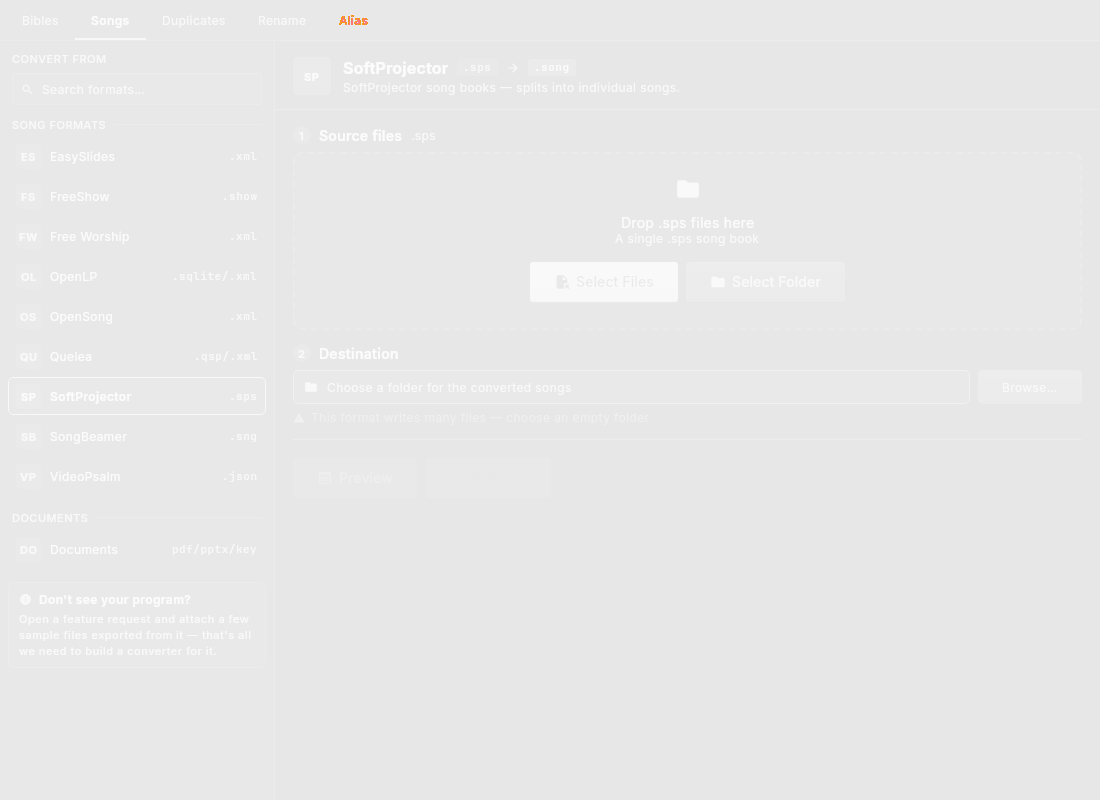 Bibles Songs Duplicates Rename Alias
CONVERT FROM
Search formats...
SONG FORMATS
ES EasySlides .xml
FS FreeShow .show
FW Free Worship .xml
OL OpenLP .sqlite/.xml
OS OpenSong .xml
QU Quelea .qsp/.xml
SP SoftProjector .sps
SB SongBeamer .sng
VP VideoPsalm .json
DOCUMENTS
DO Documents pdf/pptx/key
Don't see your program?
Open a feature request and attach a few
sample files exported from it — that's all
we need to build a converter for it.
SP SoftProjector .sps → .song
SoftProjector song books — splits into individual songs.
1 Source files .sps
Drop .sps files here
A single .sps song book
Select Files Select Folder
2 Destination
Choose a folder for the converted songs Browse...
This format writes many files — choose an empty folder.
Preview